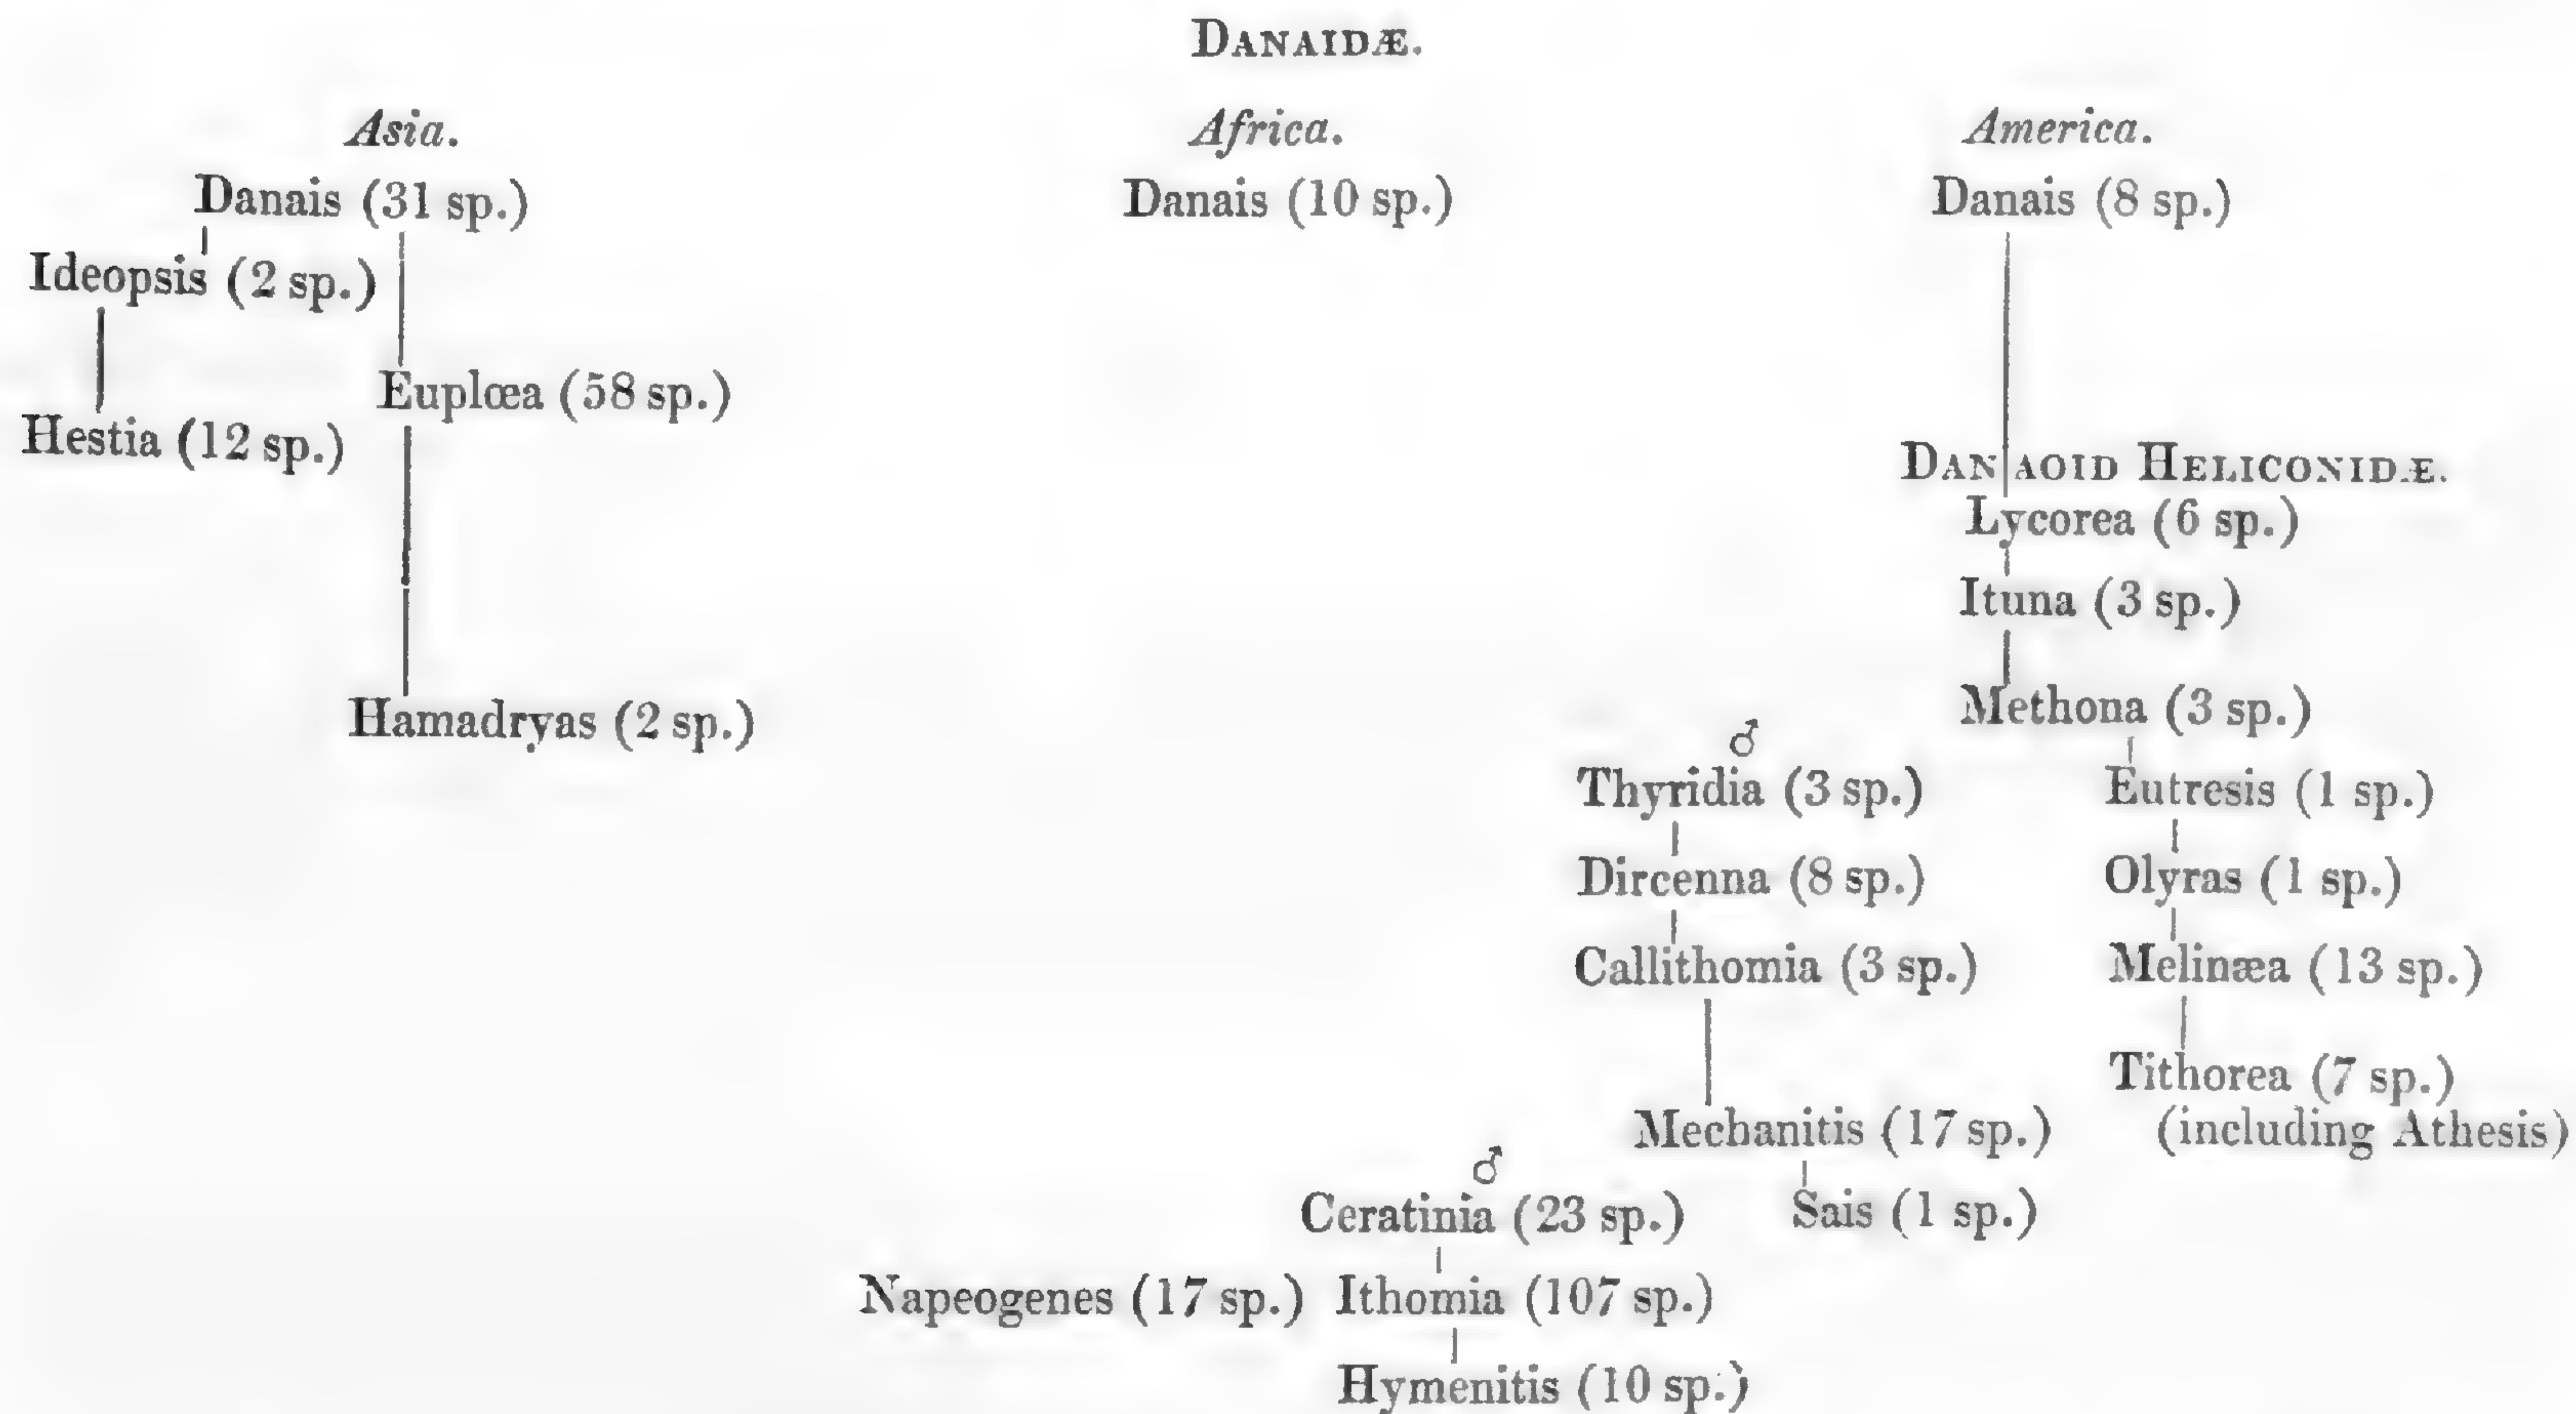 DANAIDÆ.
Asia. Africa. America.
Danais (31 sp.) Danais (10 sp.) Danais (8 sp.)
Ideopsis (2 sp.)
Euplœa (58 sp.)
Hestia (12 sp.)
DANAOID HELICONIDÆ.
Lycorea (6 sp.)
Ituna (3 sp.)
Hamadryas (2 sp.) Methona (3 sp.)
♂
Thyridia (3 sp.) Eutresis (1 sp.)
Dircenna (8 sp.) Olyras (1 sp.)
Callithomia (3 sp.) Melinæa (13 sp.)
Tithorea (7 sp.)
Mechanitis (17 sp.) (including Athesis)
♂
Ceratinia (23 sp.) Sais (1 sp.)
Napeogenes (17 sp.) Ithomia (107 sp.)
Hymenitis (10 sp.)